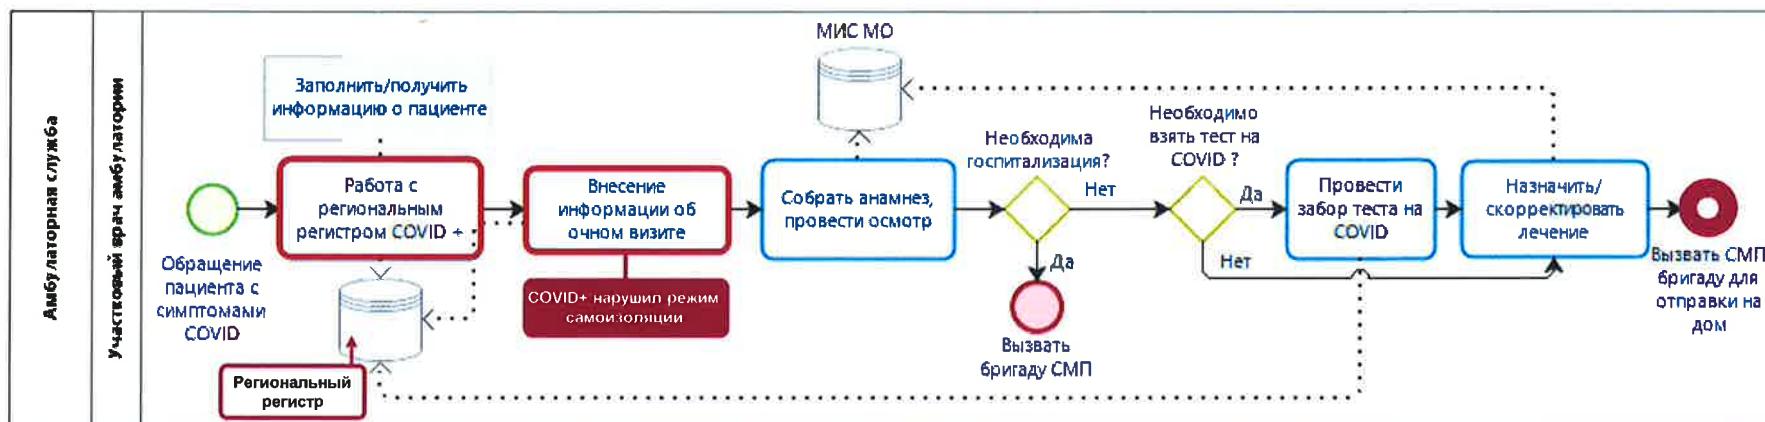 Амбулаторная служба
Участковый врач амбулатории
Заполнить/получить
информацию о пациенте
Обращение
пациента с
симптомами
COVID
Работа с
региональным
регистром COVID +
Региональный
регистр
Внесение
информации об
очном визите
COVID+ нарушил режим
самоизоляции
МИС МО
Собрать анамнез,
провести осмотр
Необходима
госпитализация?
Нет
Да
Вызвать
бригаду СМП
Необходимо
взять тест на
COVID ?
Да
Нет
Провести
забор теста на
COVID
Назначить/
скорректировать
лечение
Вызвать СМП
бригаду для
отправки на
дом